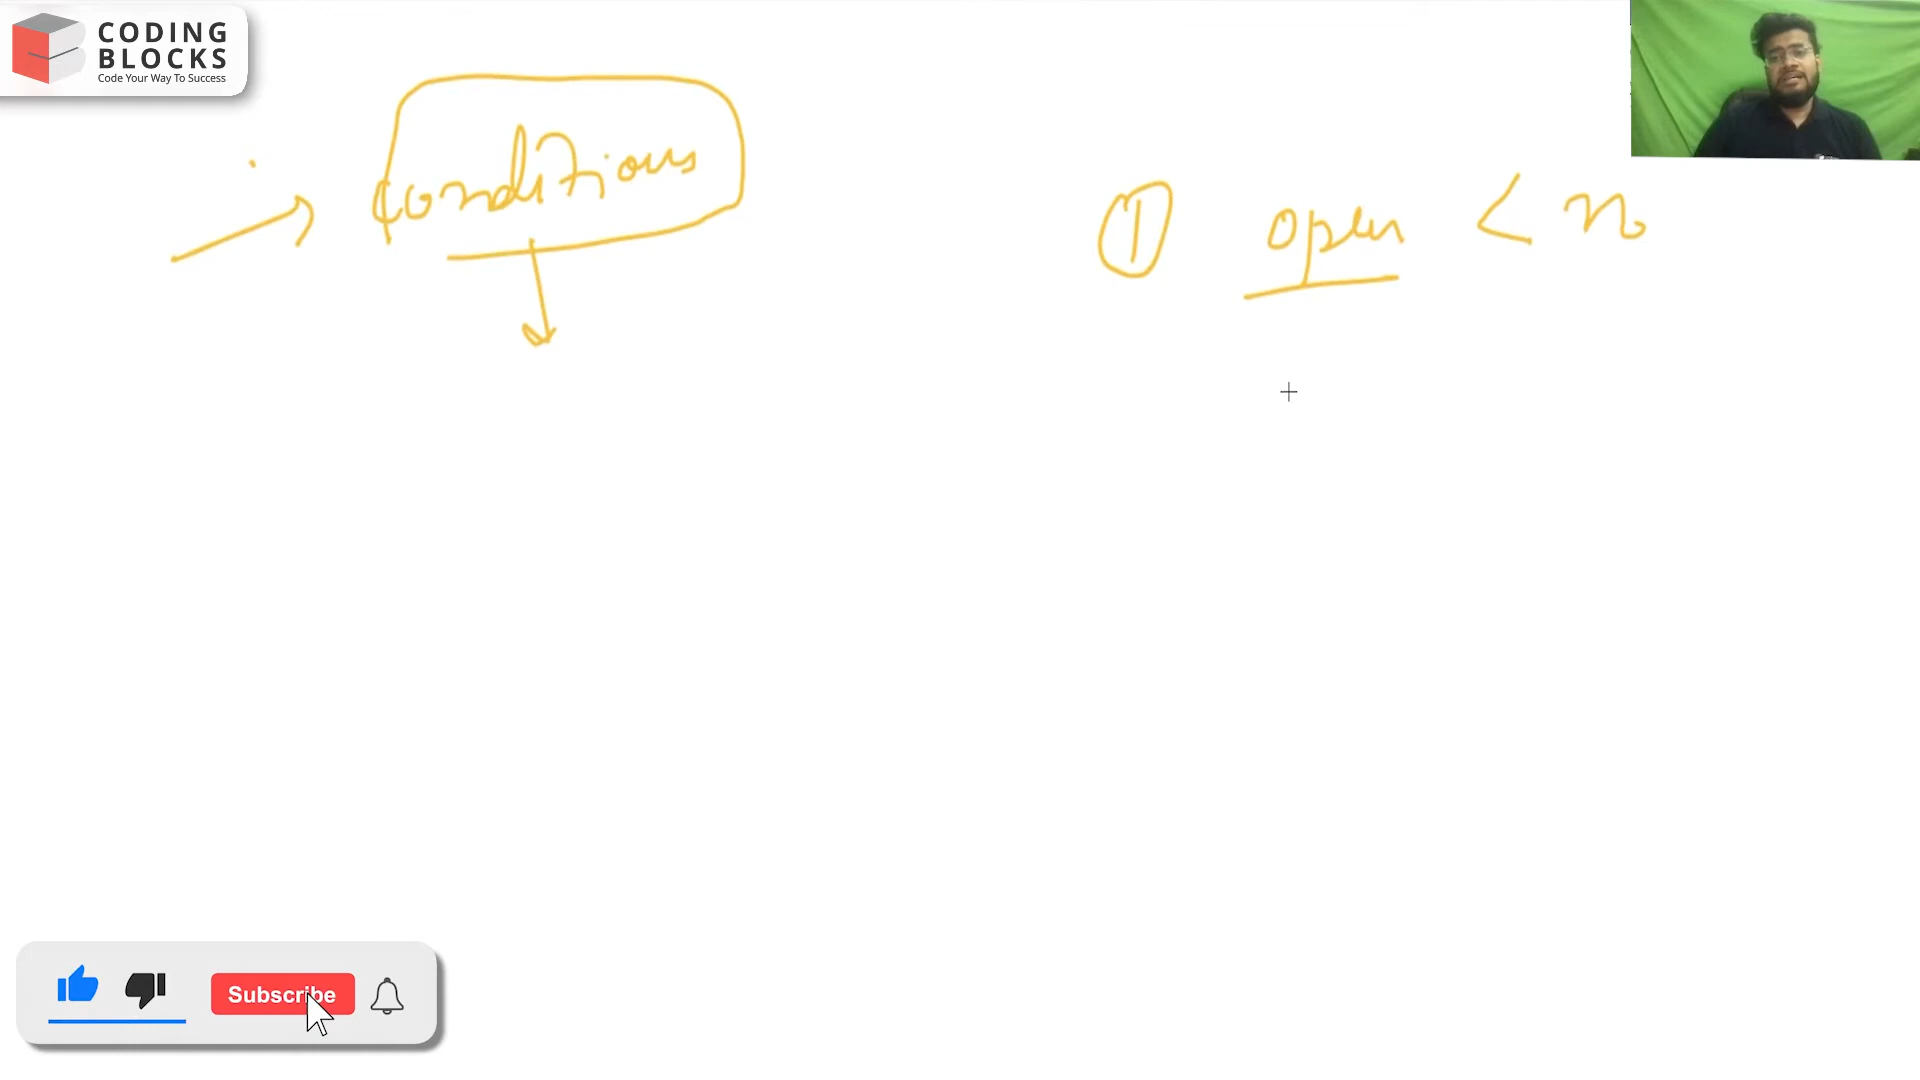 CODING
BLOCKS
Code Your Way To Success
conditions
① open < n
Subscribe